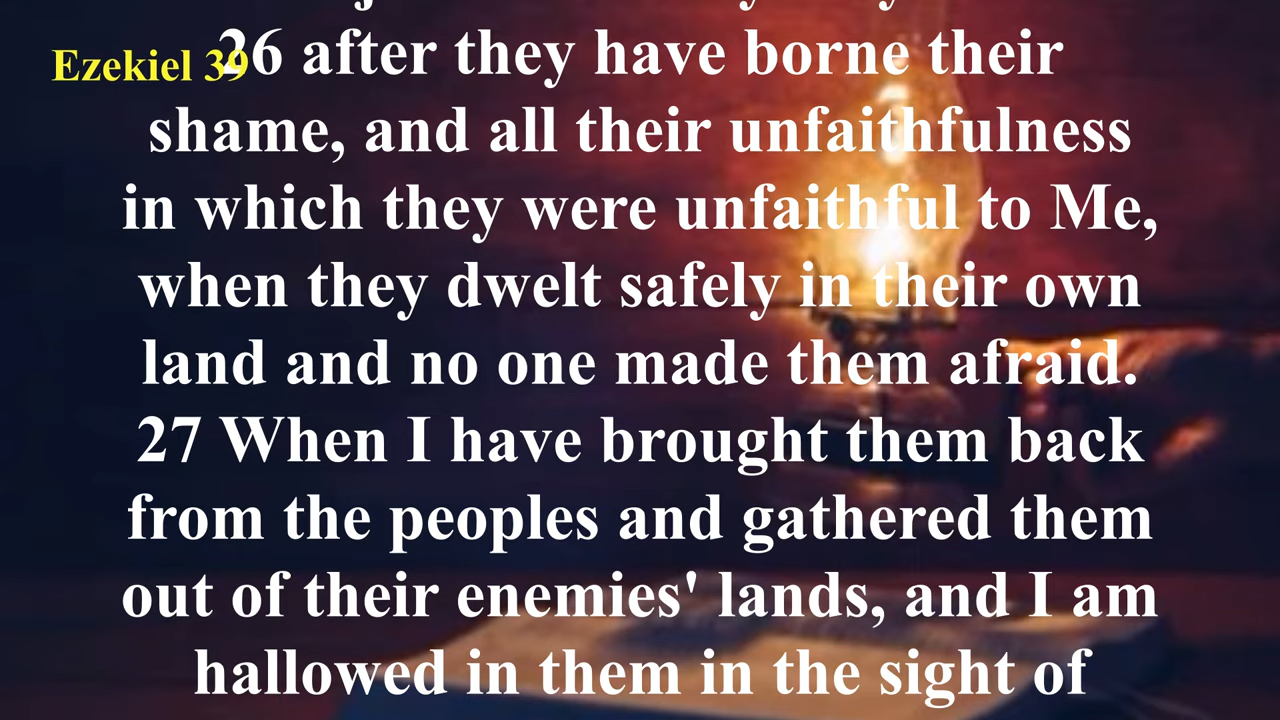 Ezekiel 39
26 after they have borne their
shame, and all their unfaithfulness
in which they were unfaithful to Me,
when they dwelt safely in their own
land and no one made them afraid.
27 When I have brought them back
from the peoples and gathered them
out of their enemies' lands, and I am
hallowed in them in the sight of